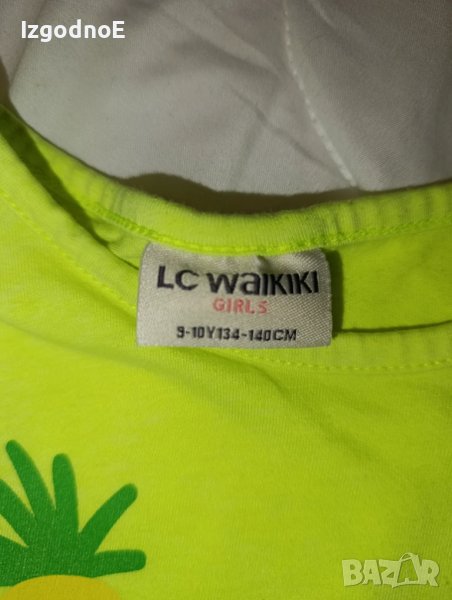 IzgodnoE
LC WAIKIKI
GIRLS
9-10Y134-140CM
BAZAR